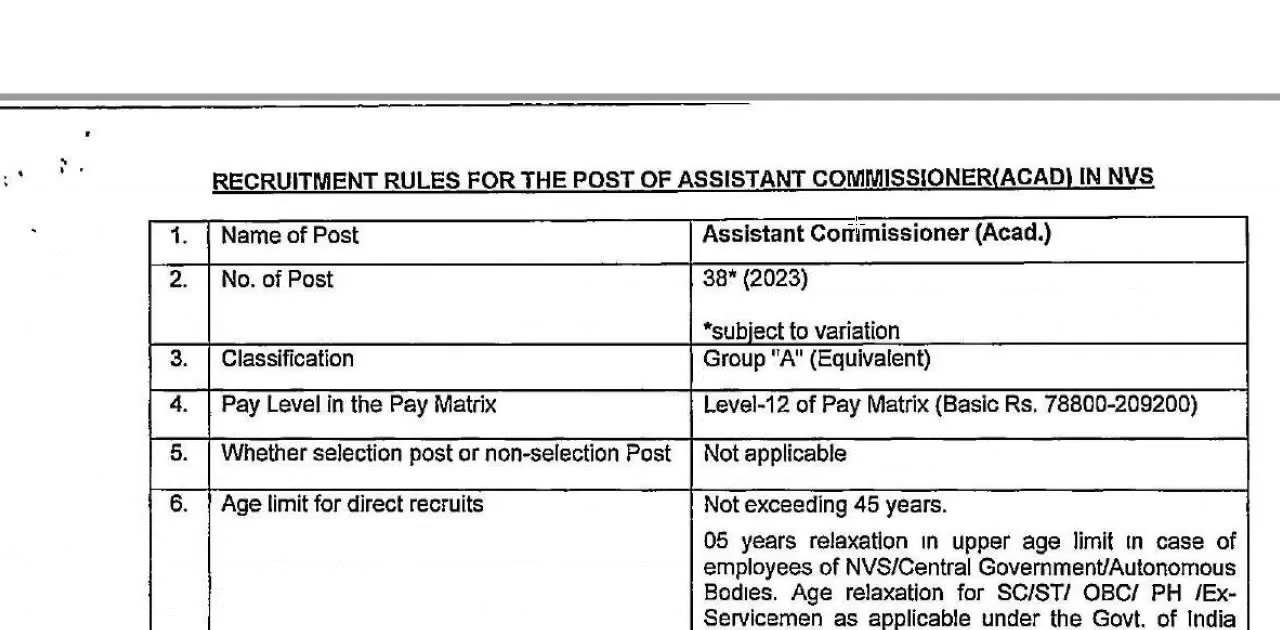 RECRUITMENT RULES FOR THE POST OF ASSISTANT COMMISSIONER(ACAD) IN NVS
1. Name of Post Assistant Commissioner (Acad.)
2. No. of Post 38* (2023)
*subject to variation
3. Classification Group "A" (Equivalent)
4. Pay Level in the Pay Matrix Level-12 of Pay Matrix (Basic Rs. 78800-209200)
5. Whether selection post or non-selection Post Not applicable
6. Age limit for direct recruits Not exceeding 45 years.
05 years relaxation in upper age limit in case of
employees of NVS/Central Government/Autonomous
Bodies. Age relaxation for SC/ST/ OBC/ PH /Ex-
Servicemen as applicable under the Govt. of India